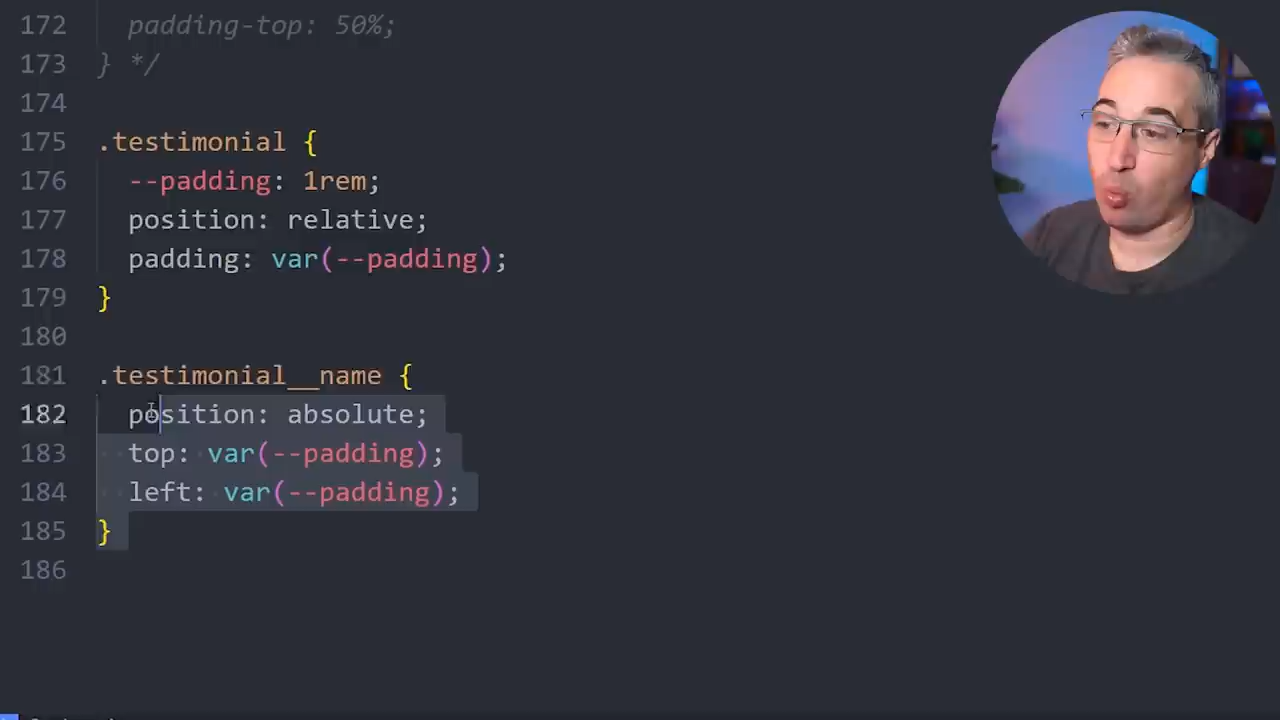 172 padding-top: 50%;
173 } */
174
175 .testimonial {
176 --padding: 1rem;
177 position: relative;
178 padding: var(--padding);
179 }
180
181 .testimonial__name {
182 position: absolute;
183 top: var(--padding);
184 left: var(--padding);
185 }
186